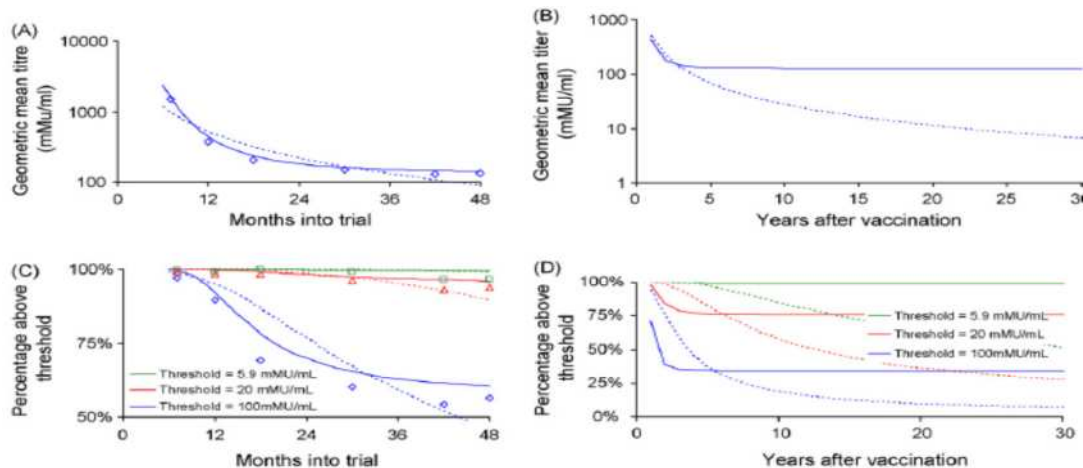 (A)
10000
1000
100
Geometric mean titre
(mMu/ml)
0 12 24 36 48
Months into trial
(B)
1000
100
10
1
Geometric mean titer
(mMU/ml)
0 5 10 15 20 25 30
Years after vaccination
(C)
100%
75%
50%
Percentage above
threshold
Threshold = 5.9 mMU/mL
Threshold = 20 mMU/mL
Threshold = 100mMU/mL
0 12 24 36 48
Months into trial
(D)
100%
75%
50%
25%
0%
Percentage above
threshold
Threshold = 5.9 mMU/mL
Threshold = 20 mMU/mL
Threshold = 100mMU/mL
0 10 20 30
Years after vaccination